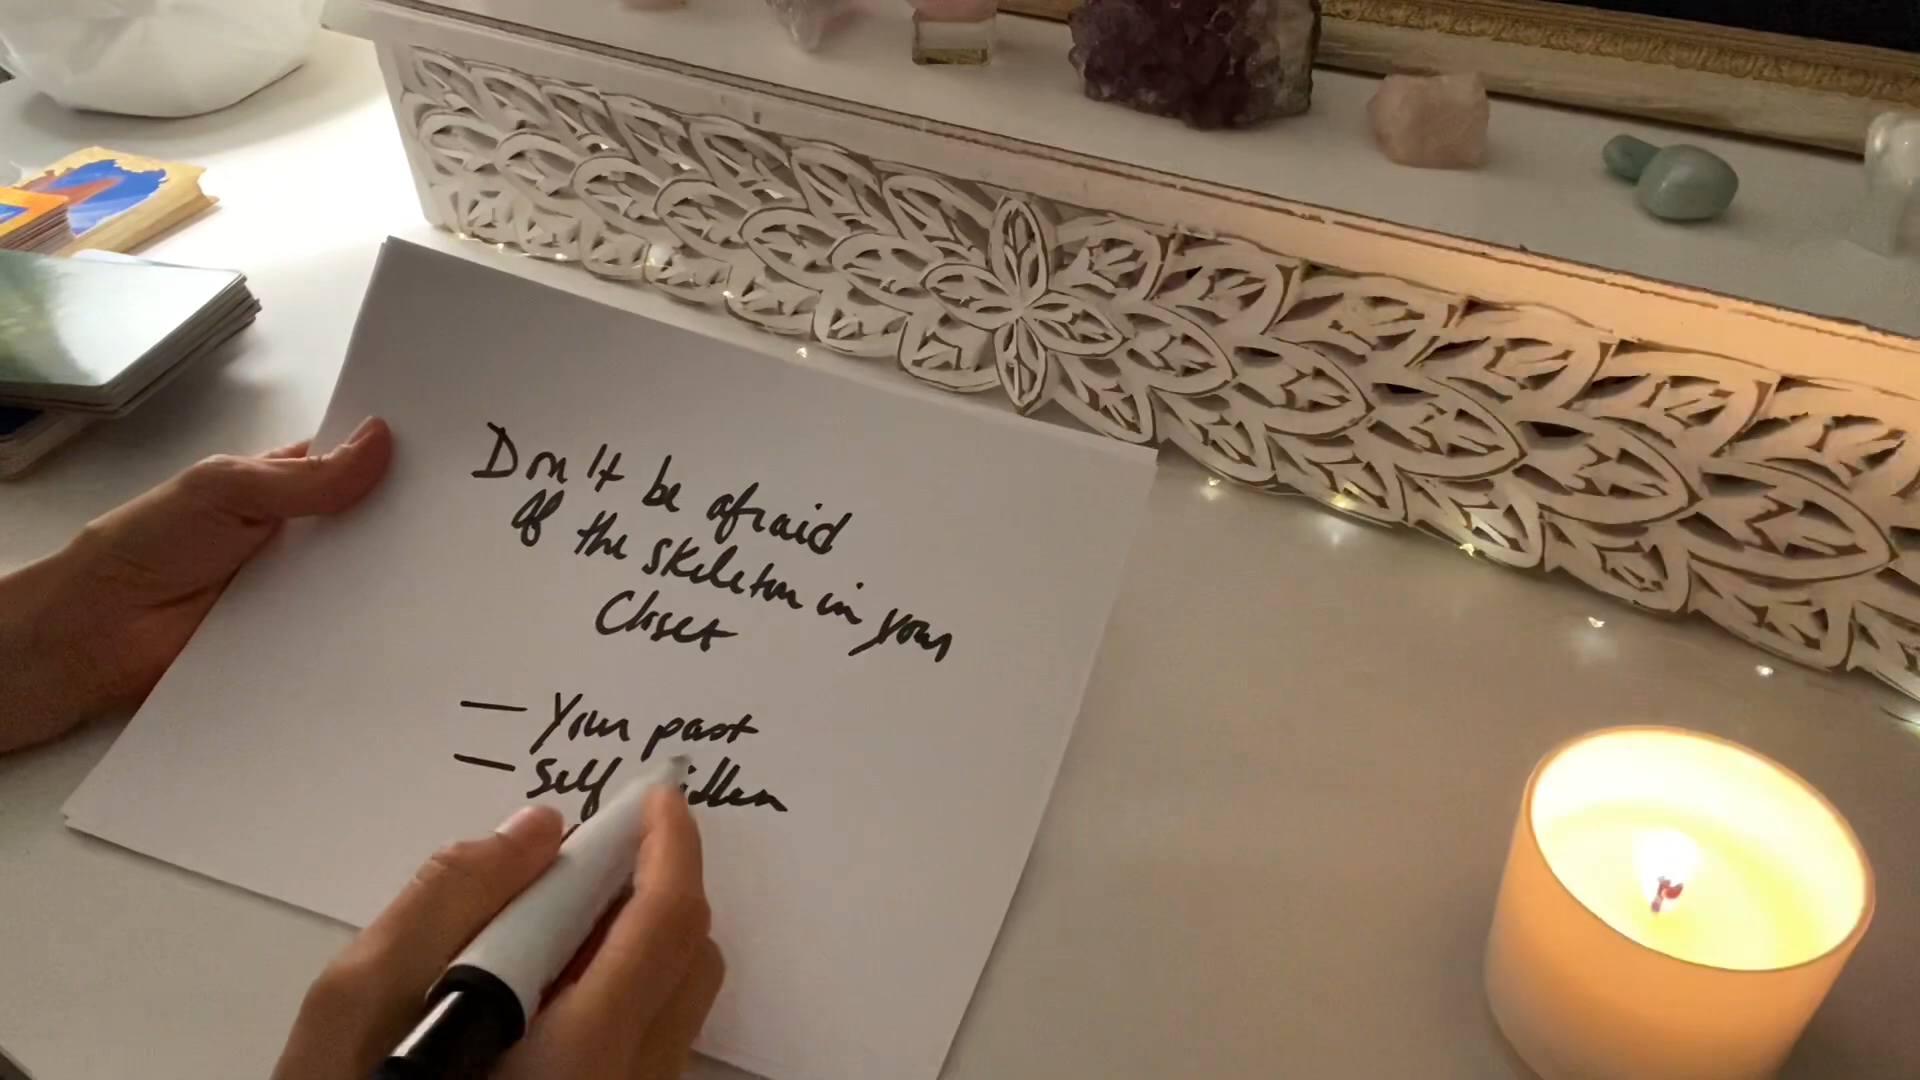 Don't be afraid
of the skeleton in your
Closet
— Your past
— Self